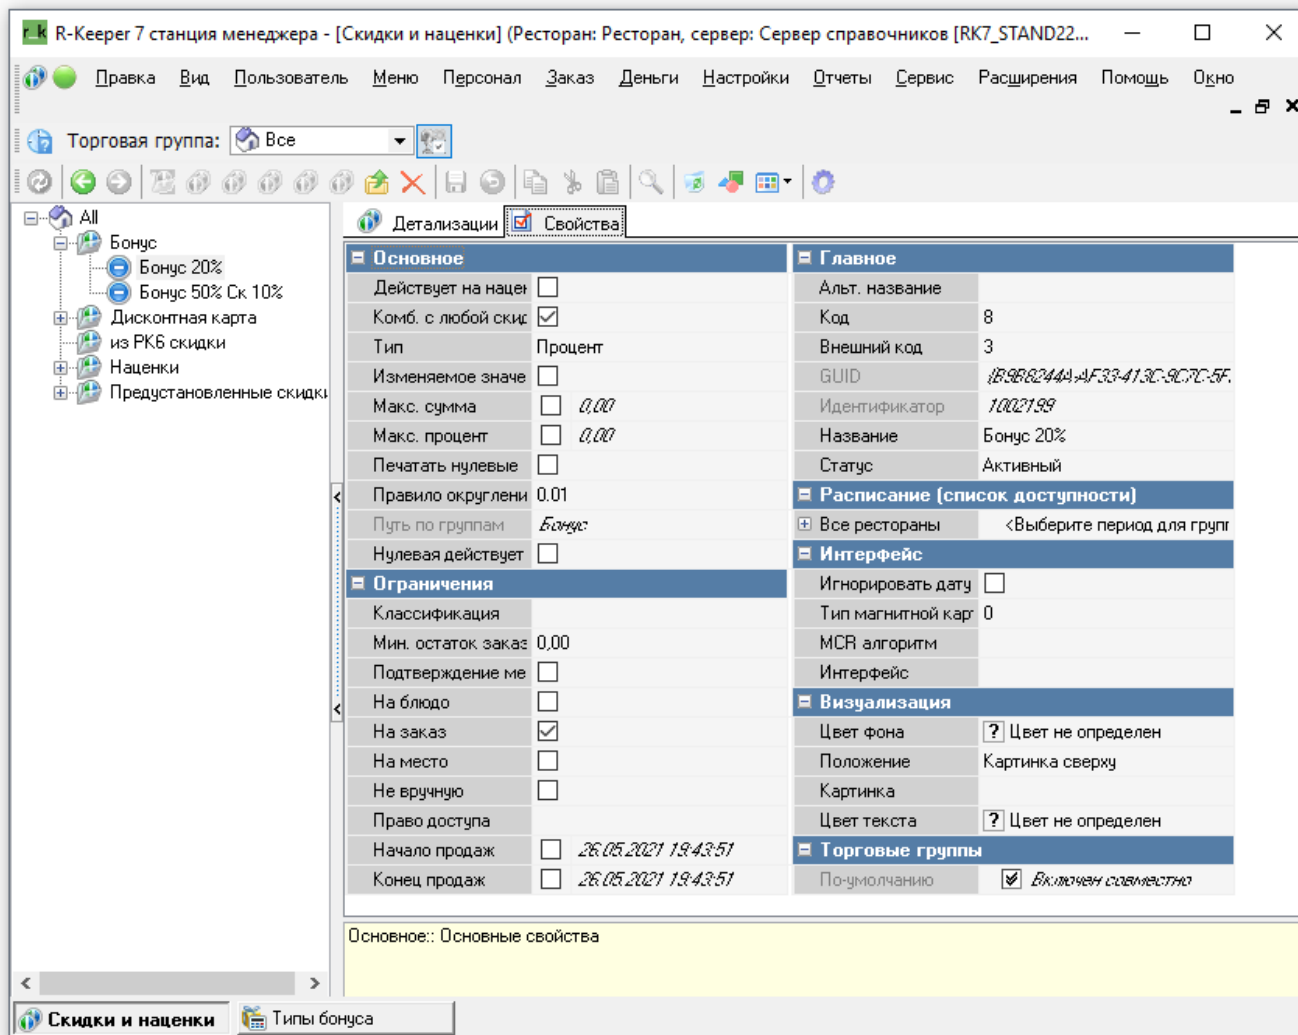 r_k R-Keeper 7 станция менеджера - [Скидки и наценки] (Ресторан: Ресторан, сервер: Сервер справочников [RK7_STAND22...
Правка Вид Пользователь Меню Персонал Заказ Деньги Настройки Отчеты Сервис Расширения Помощь Окно
Торговая группа: Все
All
Бонус
Бонус 20%
Бонус 50% Ск 10%
Дисконтная карта
из РК6 скидки
Наценки
Предустановленные скидки
Детализации Свойства
Основное
Действует на нацен
Комб. с любой скид
Тип Процент
Изменяемое значе
Макс. сумма 0,00
Макс. процент 0,00
Печатать нулевые
Правило округлени 0.01
Путь по группам Бонус
Нулевая действует
Ограничения
Классификация
Мин. остаток заказ 0,00
Подтверждение ме
На блюдо
На заказ
На место
Не вручную
Право доступа
Начало продаж 26.05.2021 19:43:51
Конец продаж 26.05.2021 19:43:51
Главное
Альт. название
Код 8
Внешний код 3
GUID {B9B8244A-AF33-413C-9C7C-5F.
Идентификатор 1002199
Название Бонус 20%
Статус Активный
Расписание (список доступности)
Все рестораны <Выберите период для групп
Интерфейс
Игнорировать дату
Тип магнитной карт 0
MCR алгоритм
Интерфейс
Визуализация
Цвет фона ? Цвет не определен
Положение Картинка сверху
Картинка
Цвет текста ? Цвет не определен
Торговые группы
По-умолчанию Включен совместно
Основное:: Основные свойства
Скидки и наценки Типы бонуса